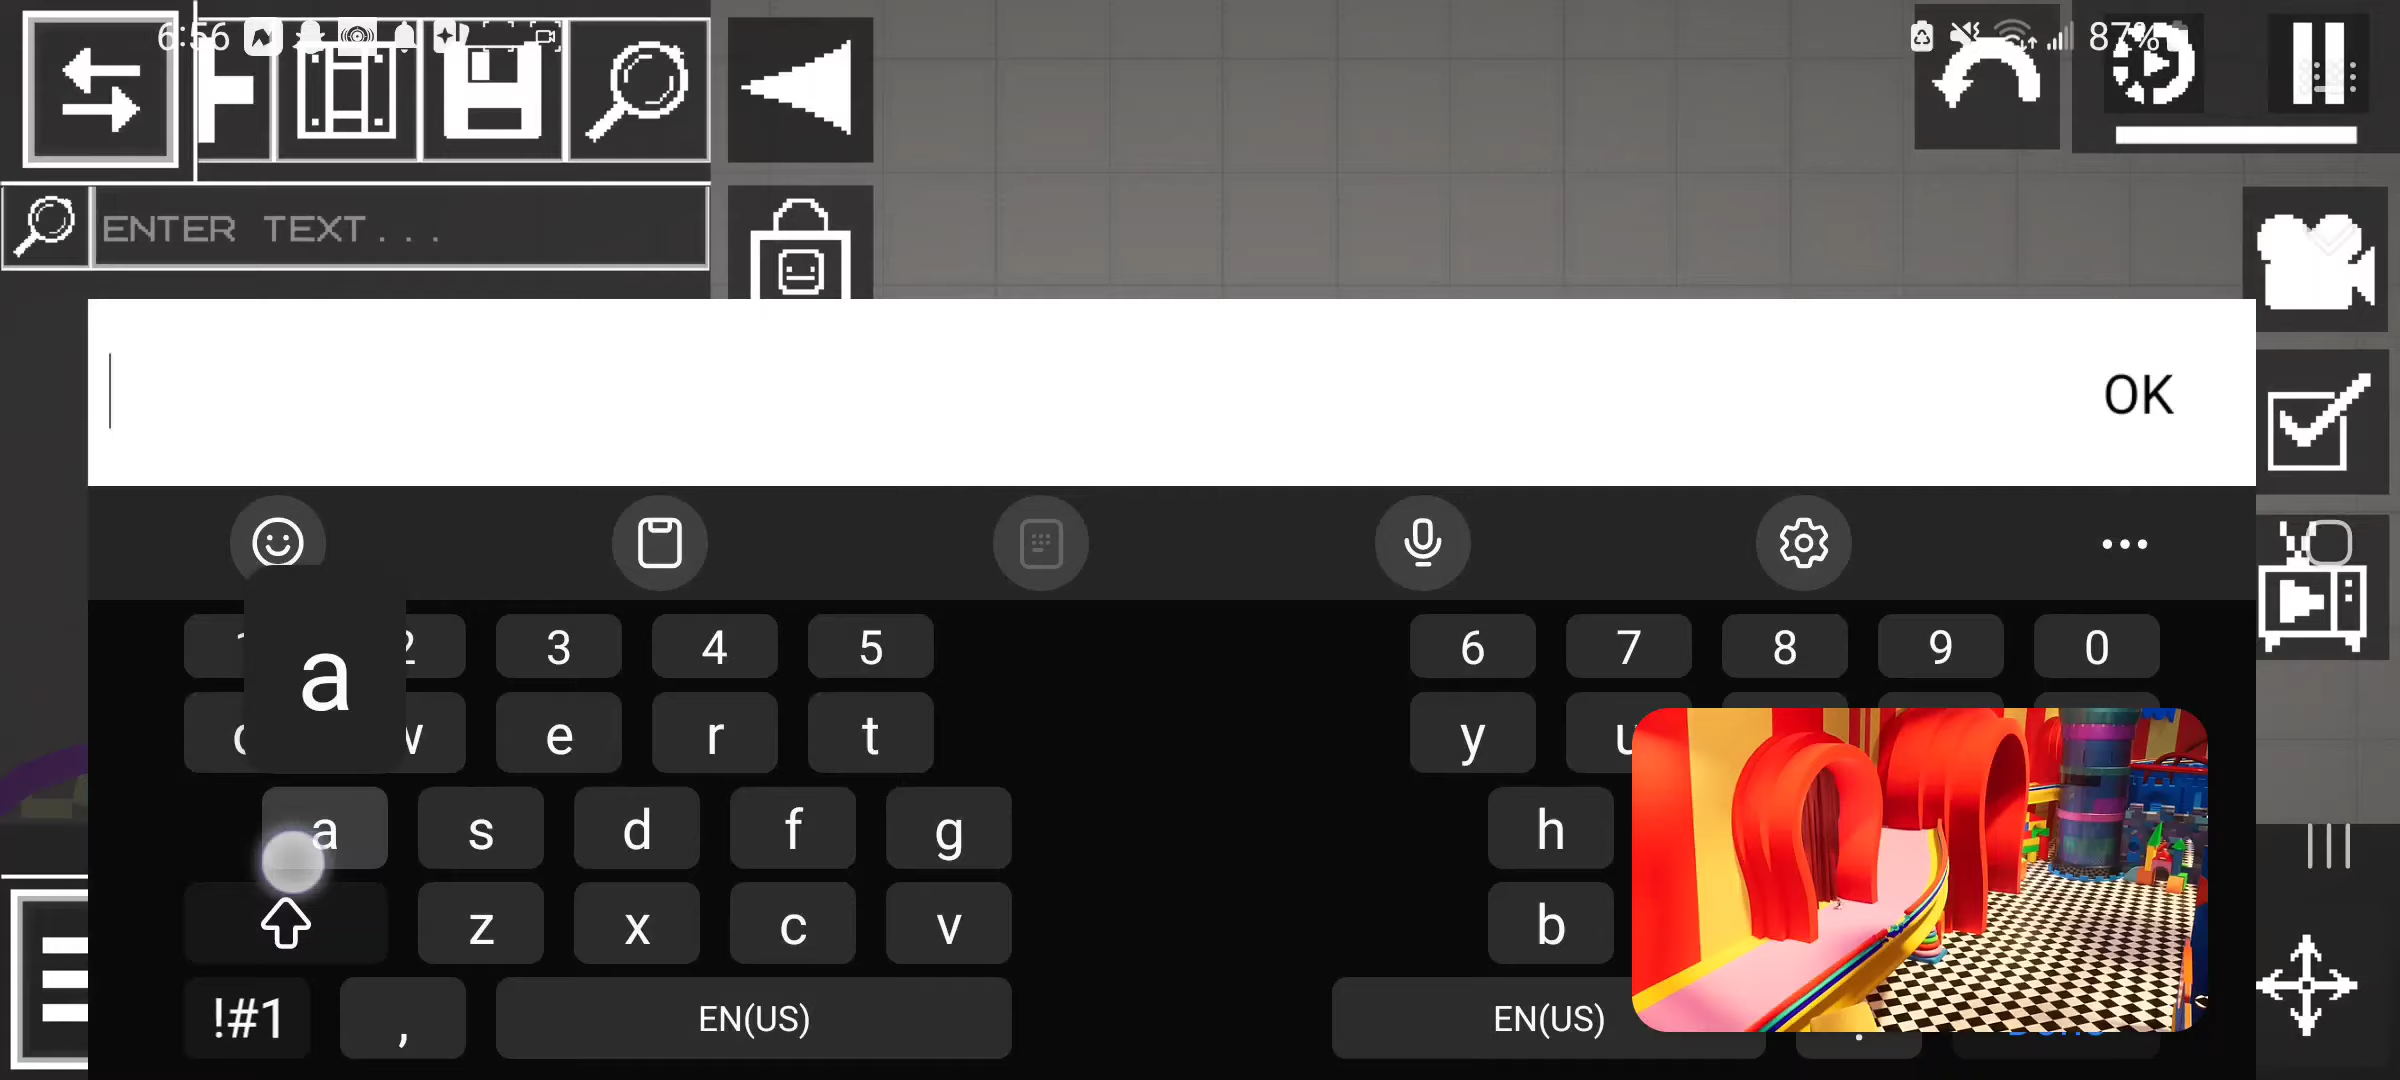 6:56
87%
ENTER TEXT...
OK
a
2 3 4 5 6 7 8 9 0
w e r t y u
a s d f g h
z x c v b
!#1 , EN(US) EN(US) .